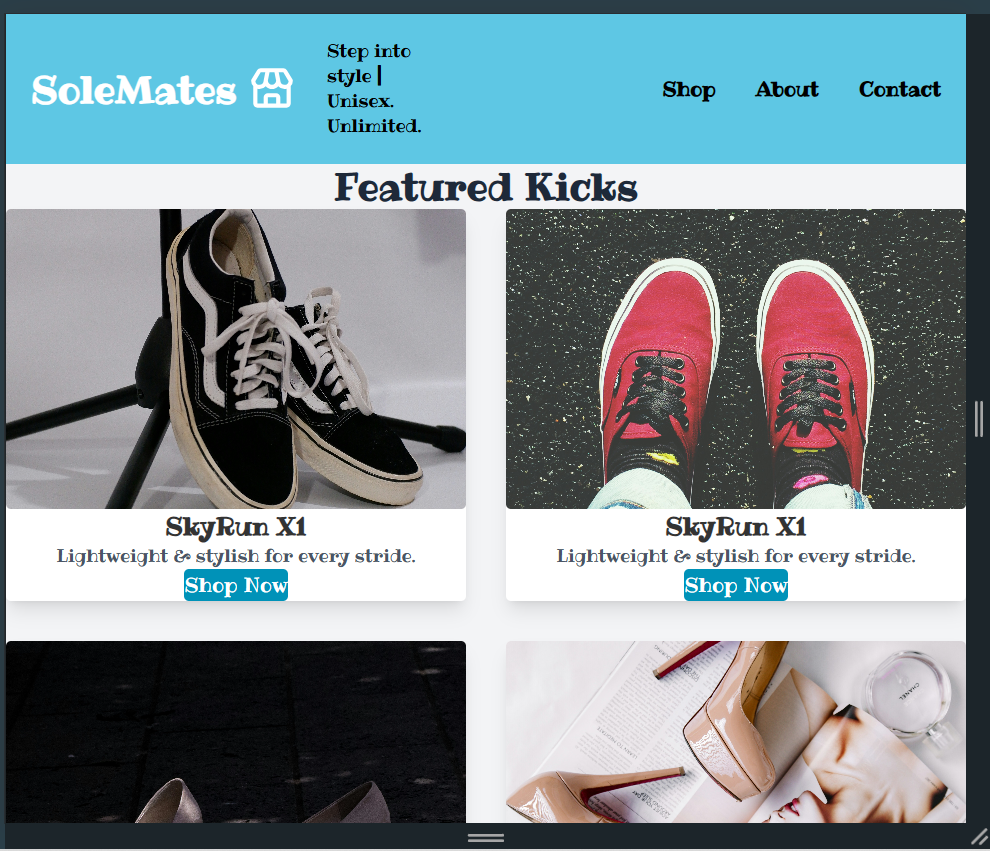 SoleMates
Step into
style |
Unisex.
Unlimited.
Shop About Contact
Featured Kicks
SkyRun X1
Lightweight & stylish for every stride.
Shop Now
SkyRun X1
Lightweight & stylish for every stride.
Shop Now
CHANEL